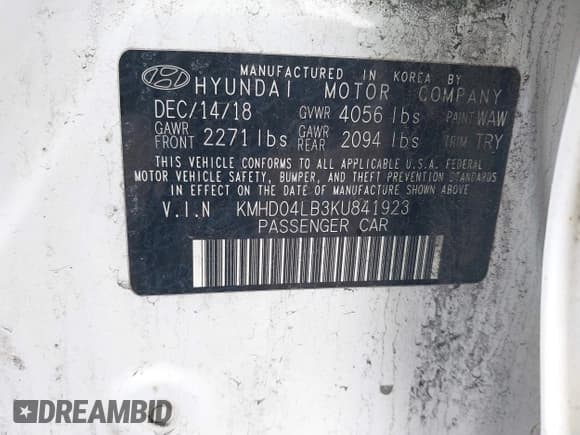 MANUFACTURED IN KOREA BY
HYUNDAI MOTOR COMPANY
DEC/14/18 GVWR 4056 lbs PAINT WAW
GAWR FRONT 2271 lbs GAWR REAR 2094 lbs TRIM TRY
THIS VEHICLE CONFORMS TO ALL APPLICABLE U.S.A. FEDERAL
MOTOR VEHICLE SAFETY, BUMPER, AND THEFT PREVENTION STANDARDS
IN EFFECT ON THE DATE OF MANUFACTURE SHOWN ABOVE
V.I.N KMHD04LB3KU841923
PASSENGER CAR
DREAMBID